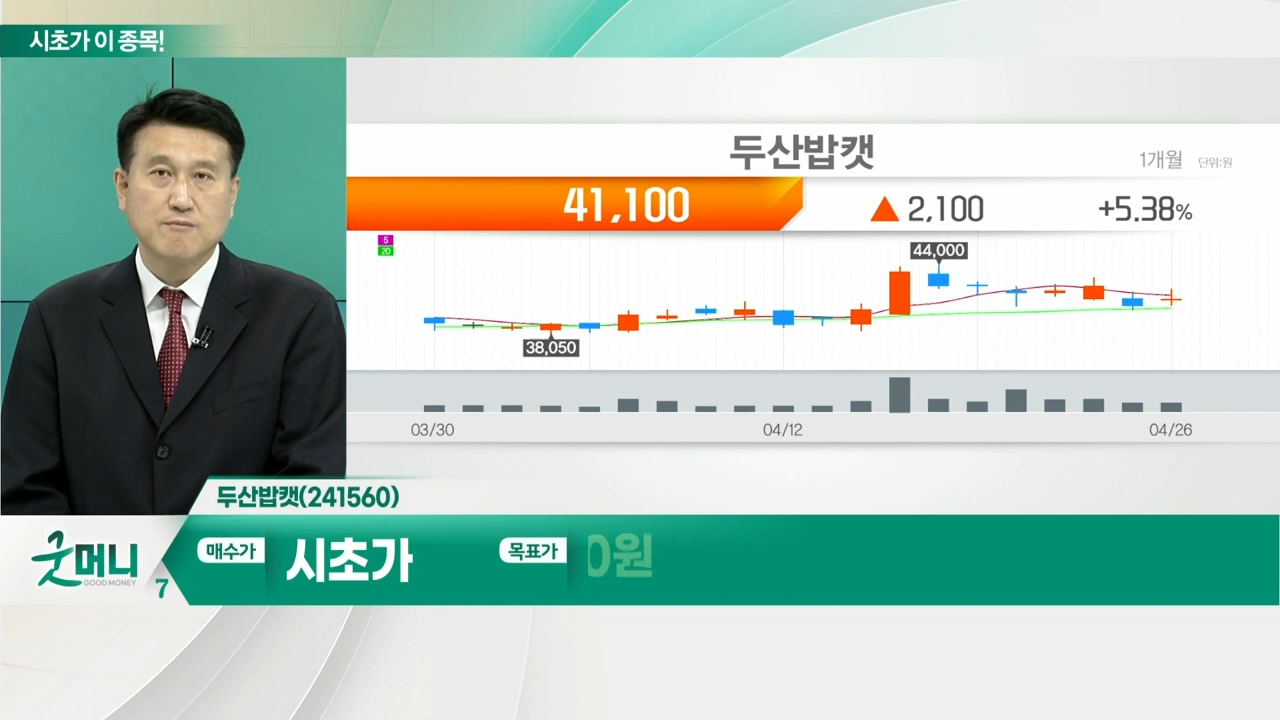 시초가 이 종목!
두산밥캣
1개월 단위:원
41,100
▲ 2,100
+5.38%
5
20
44,000
38,050
03/30 04/12 04/26
두산밥캣(241560)
굿머니
GOOD MONEY
7
매수가 시초가 목표가 0원